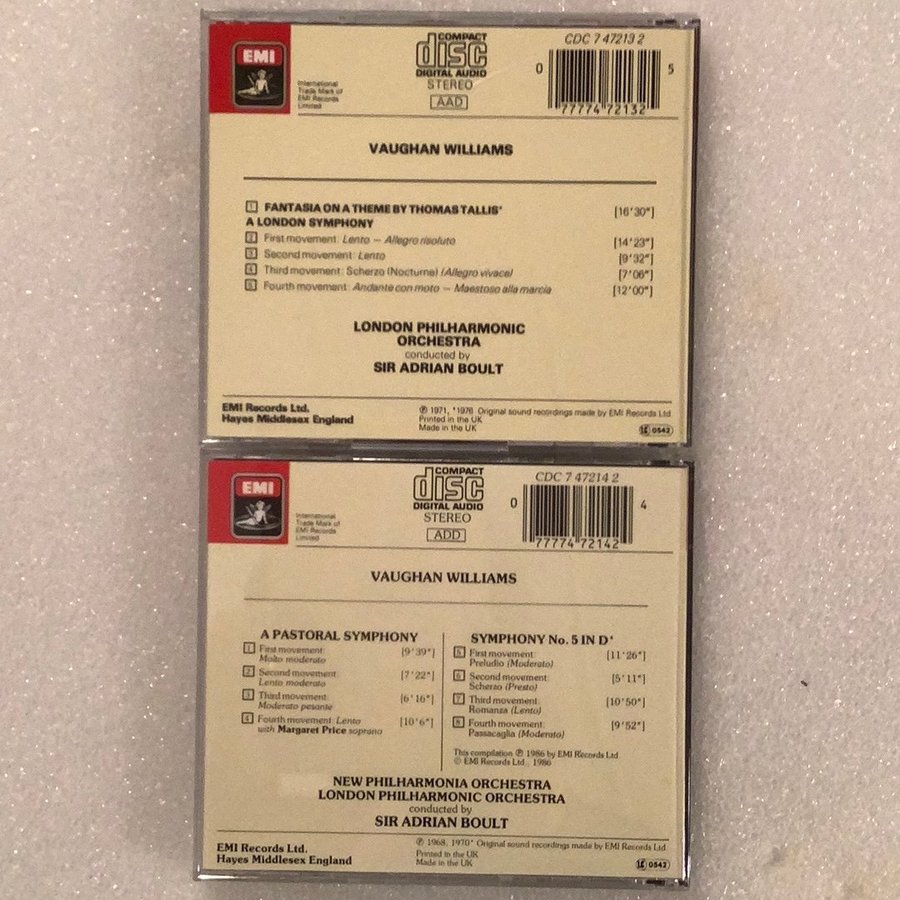 EMI
International
Trade Mark of
EMI Records
Limited
COMPACT
disc
DIGITAL AUDIO
STEREO
AAD
CDC 7 47213 2
0 77774 72132 5
VAUGHAN WILLIAMS
1 FANTASIA ON A THEME BY THOMAS TALLIS* [16'30"]
A LONDON SYMPHONY
2 First movement: Lento – Allegro risoluto [14'23"]
3 Second movement: Lento [9'32"]
4 Third movement: Scherzo (Nocturne) (Allegro vivace) [7'06"]
5 Fourth movement: Andante con moto – Maestoso alla marcia [12'00"]
LONDON PHILHARMONIC
ORCHESTRA
conducted by
SIR ADRIAN BOULT
EMI Records Ltd.
Hayes Middlesex England
℗ 1971, *1976 Original sound recordings made by EMI Records Ltd
Printed in the UK
Made in the UK
LC 0542
EMI
International
Trade Mark of
EMI Records
Limited
COMPACT
disc
DIGITAL AUDIO
STEREO
ADD
CDC 7 47214 2
0 77774 72142 4
VAUGHAN WILLIAMS
A PASTORAL SYMPHONY
1 First movement: [9'39"]
Molto moderato
2 Second movement: [7'22"]
Lento moderato
3 Third movement: [6'16"]
Moderato pesante
4 Fourth movement: Lento [10'6"]
with Margaret Price soprano
SYMPHONY No. 5 IN D*
5 First movement: [11'26"]
Preludio (Moderato)
6 Second movement: [5'11"]
Scherzo (Presto)
7 Third movement: [10'50"]
Romanza (Lento)
8 Fourth movement: [9'52"]
Passacaglia (Moderato)
This compilation ℗ 1986 by EMI Records Ltd.
© EMI Records Ltd., 1986
NEW PHILHARMONIA ORCHESTRA
LONDON PHILHARMONIC ORCHESTRA
conducted by
SIR ADRIAN BOULT
EMI Records Ltd.
Hayes Middlesex England
℗ 1968, 1970* Original sound recordings made by EMI Records Ltd.
Printed in the UK
Made in the UK
LC 0542